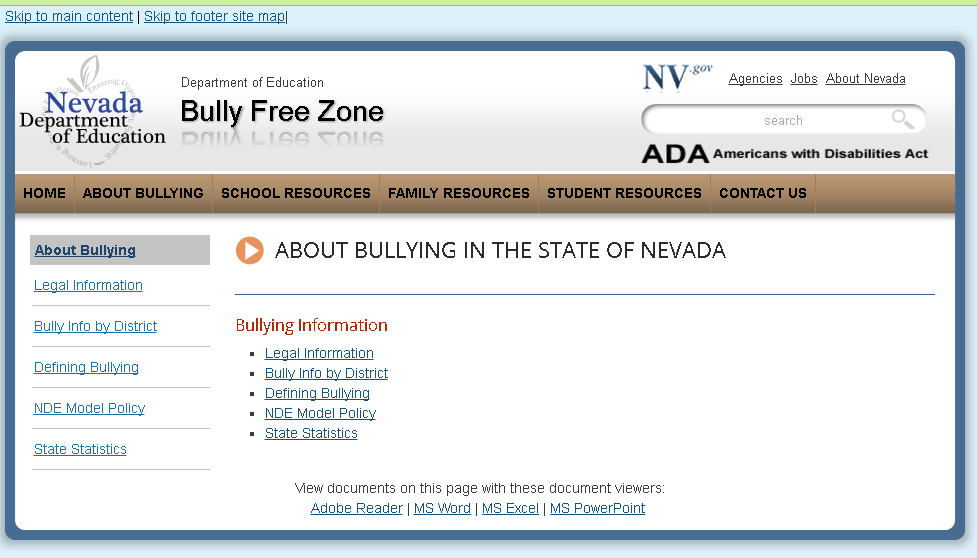 Skip to main content | Skip to footer site map|
Nevada
Department
of Education
Department of Education
Bully Free Zone
NV.gov
Agencies Jobs About Nevada
search
ADA Americans with Disabilities Act
HOME ABOUT BULLYING SCHOOL RESOURCES FAMILY RESOURCES STUDENT RESOURCES CONTACT US
About Bullying
Legal Information
Bully Info by District
Defining Bullying
NDE Model Policy
State Statistics
ABOUT BULLYING IN THE STATE OF NEVADA
Bullying Information
Legal Information
Bully Info by District
Defining Bullying
NDE Model Policy
State Statistics
View documents on this page with these document viewers:
Adobe Reader | MS Word | MS Excel | MS PowerPoint